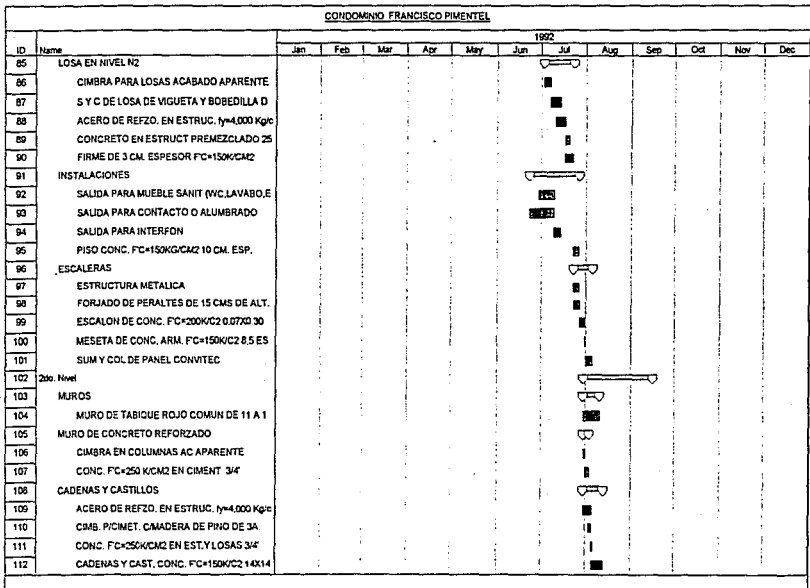 CONDOMINIO FRANCISCO PIMENTEL
1992
ID Name Jan Feb Mar Apr May Jun Jul Aug Sep Oct Nov Dec
85 LOSA EN NIVEL N2
86 CIMBRA PARA LOSAS ACABADO APARENTE
87 S Y C DE LOSA DE VIGUETA Y BOBEDILLA D
88 ACERO DE REFZO. EN ESTRUC. fy=4,000 Kg/c
89 CONCRETO EN ESTRUCT PREMEZCLADO 25
90 FIRME DE 3 CM. ESPESOR F'C=150K/CM2
91 INSTALACIONES
92 SALIDA PARA MUEBLE SANIT (WC,LAVABO,E
93 SALIDA PARA CONTACTO O ALUMBRADO
94 SALIDA PARA INTERFON
95 PISO CONC. F'C=150KG/CM2 10 CM. ESP.
96 ESCALERAS
97 ESTRUCTURA METALICA
98 FORJADO DE PERALTES DE 15 CMS DE ALT.
99 ESCALON DE CONC. F'C=200K/C2 0.07X0.30
100 MESETA DE CONC. ARM. F'C=150K/C2 8,5 ES
101 SUM Y COL DE PANEL CONVITEC
102 2do. Nivel
103 MUROS
104 MURO DE TABIQUE ROJO COMUN DE 11 A 1
105 MURO DE CONCRETO REFORZADO
106 CIMBRA EN COLUMNAS AC APARENTE
107 CONC. F'C=250 K/CM2 EN CIMENT 3/4"
108 CADENAS Y CASTILLOS
109 ACERO DE REFZO. EN ESTRUC. fy=4,000 Kg/c
110 CIMB. P/CIMET. C/MADERA DE PINO DE 3A.
111 CONC. F'C=250K/CM2 EN EST.Y LOSAS 3/4"
112 CADENAS Y CAST. CONC. F'C=150K/C2 14X14